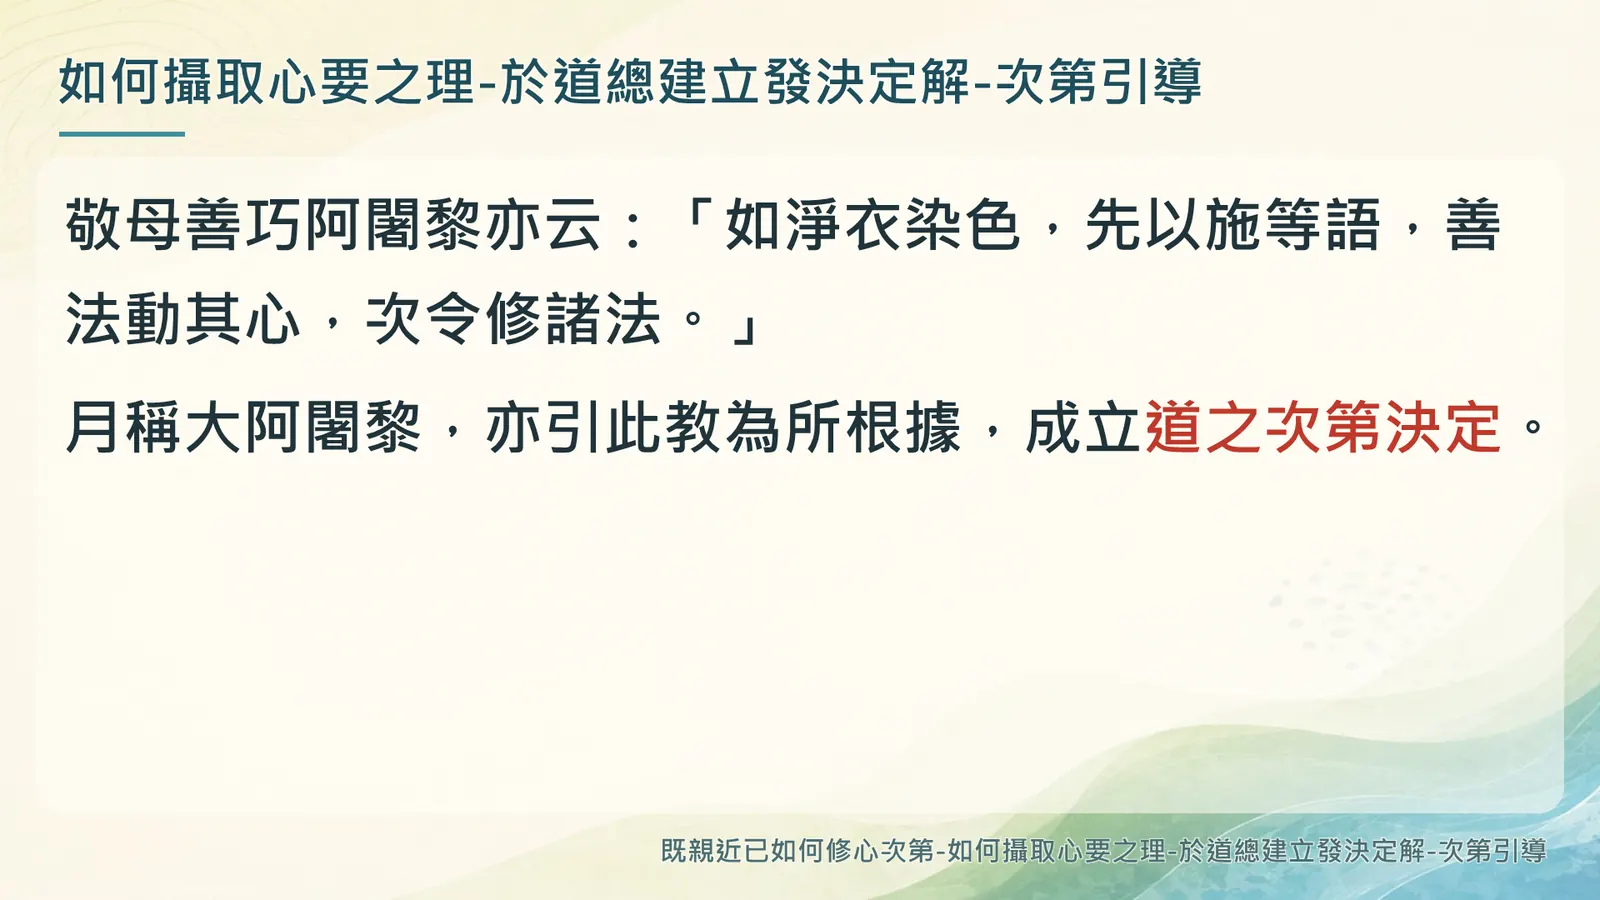 如何攝取心要之理-於道總建立發決定解-次第引導
敬母善巧阿闍黎亦云：「如淨衣染色，先以施等語，善
法動其心，次令修諸法。」
月稱大阿闍黎，亦引此教為所根據，成立道之次第決定。
既親近已如何修心次第-如何攝取心要之理-於道總建立發決定解-次第引導